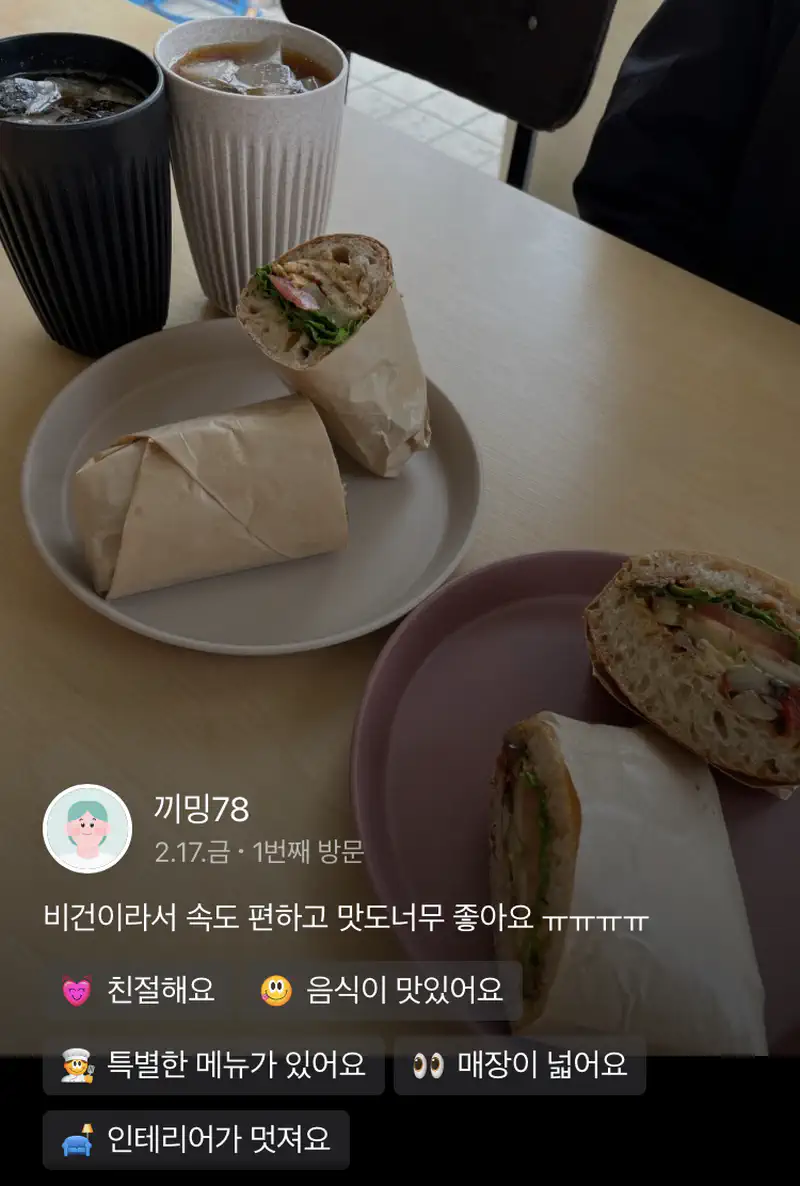 끼밍78
2.17.금 · 1번째 방문
비건이라서 속도 편하고 맛도너무 좋아요 ㅠㅠㅠㅠ
친절해요 음식이 맛있어요
특별한 메뉴가 있어요 매장이 넓어요
인테리어가 멋져요